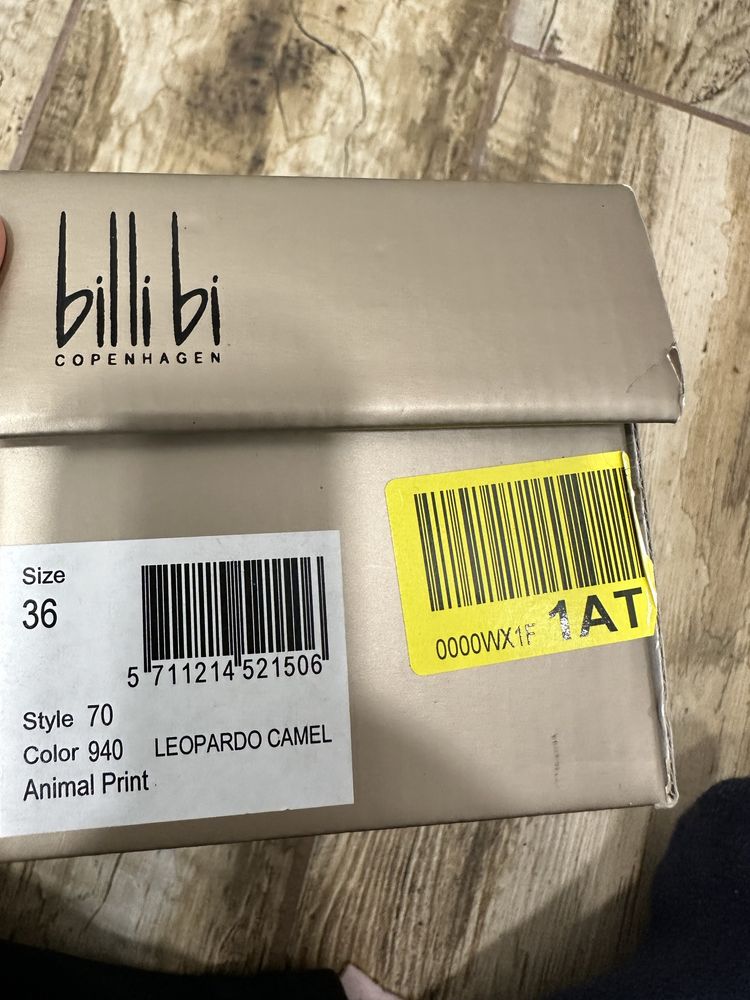 billi bi
COPENHAGEN
Size
36
5 711214 521506
Style 70
Color 940 LEOPARDO CAMEL
Animal Print
0000WX1F 1AT